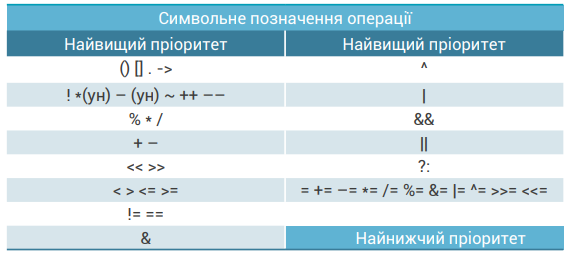 Символьне позначення операції
Найвищий пріоритет Найвищий пріоритет
() [] . -> ^
! *(ун) – (ун) ~ ++ –– |
% * / &&
+ – ||
<< >> ?:
< > <= >= = += –= *= /= %= &= |= ^= >>= <<=
!= ==
& Найнижчий пріоритет